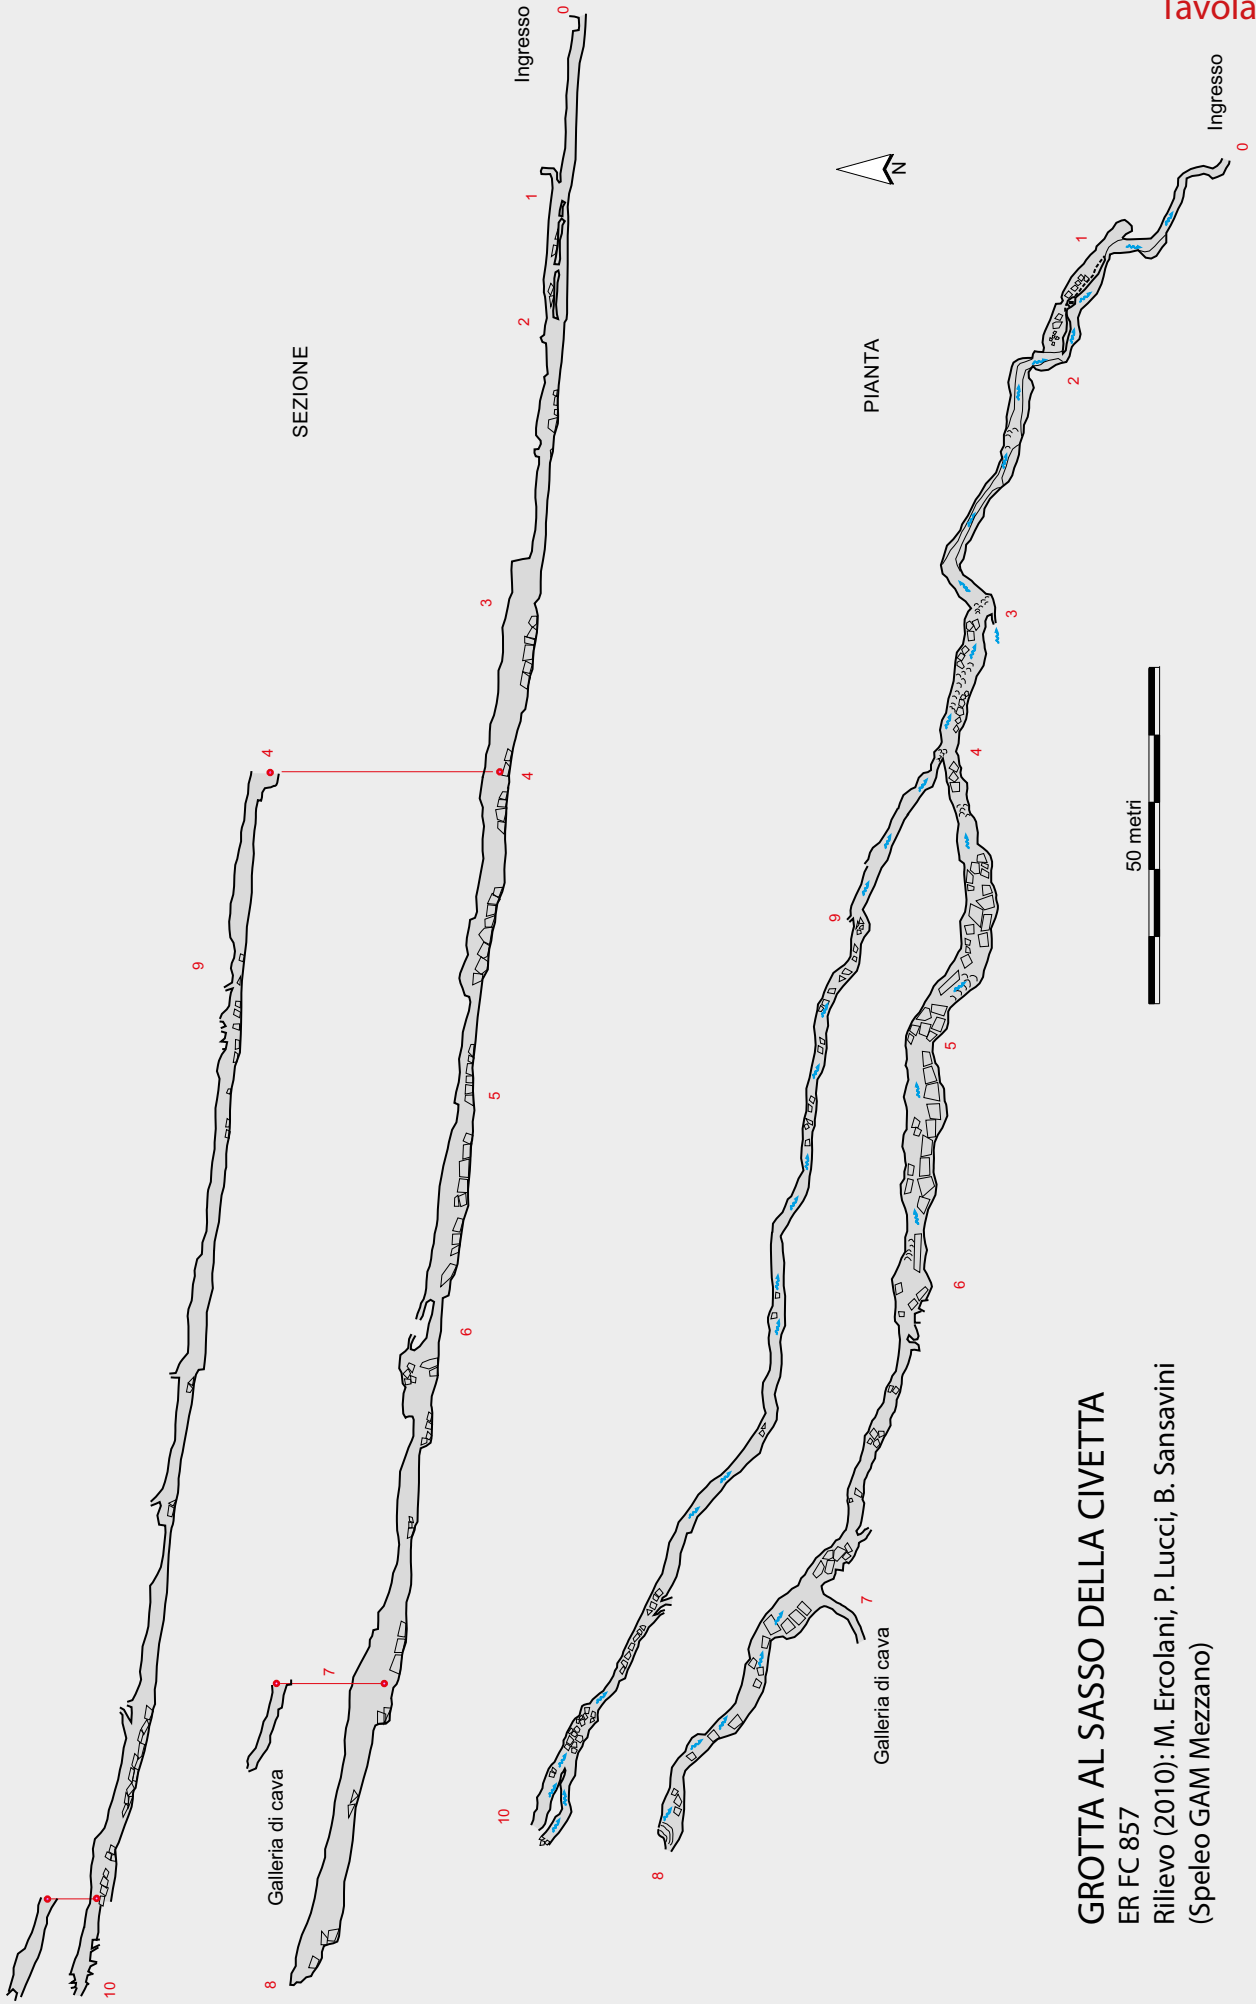 Tavola
Ingresso
0
1
2
SEZIONE
3
4
4
9
5
6
7
Galleria di cava
8
10
N
PIANTA
Ingresso
0
1
2
3
4
9
5
6
7
Galleria di cava
8
10
50 metri
GROTTA AL SASSO DELLA CIVETTA
ER FC 857
Rilievo (2010): M. Ercolani, P. Lucci, B. Sansavini
(Speleo GAM Mezzano)